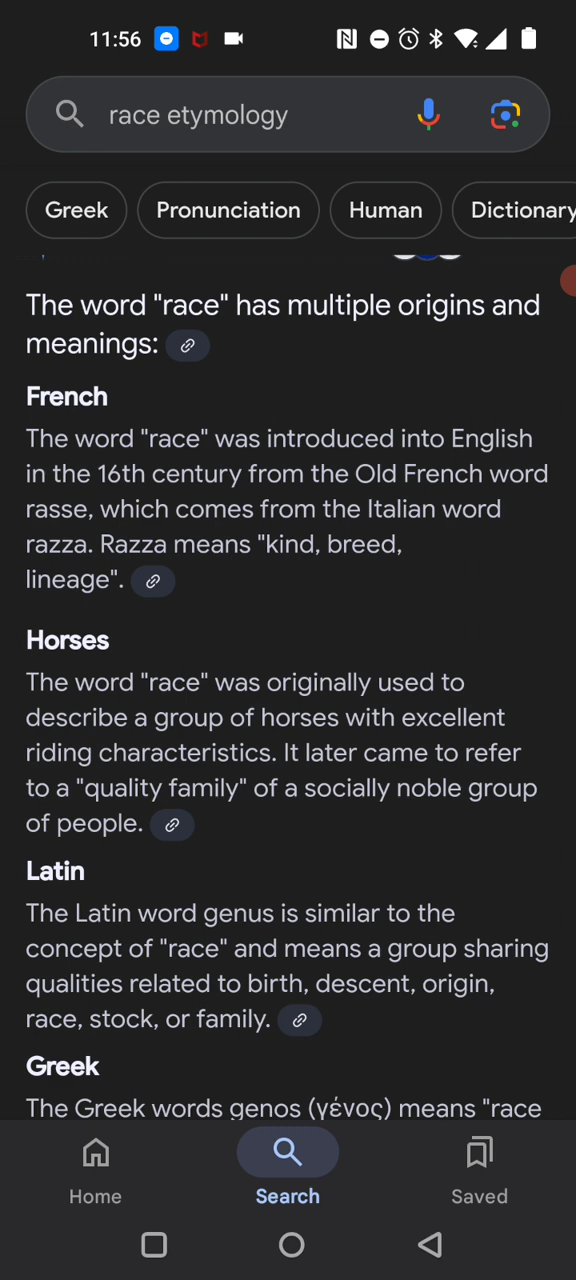 11:56
race etymology
Greek
Pronunciation
Human
Dictionary
The word "race" has multiple origins and
meanings:
French
The word "race" was introduced into English
in the 16th century from the Old French word
rasse, which comes from the Italian word
razza. Razza means "kind, breed,
lineage".
Horses
The word "race" was originally used to
describe a group of horses with excellent
riding characteristics. It later came to refer
to a "quality family" of a socially noble group
of people.
Latin
The Latin word genus is similar to the
concept of "race" and means a group sharing
qualities related to birth, descent, origin,
race, stock, or family.
Greek
The Greek words genos (γένος) means "race
Home
Search
Saved